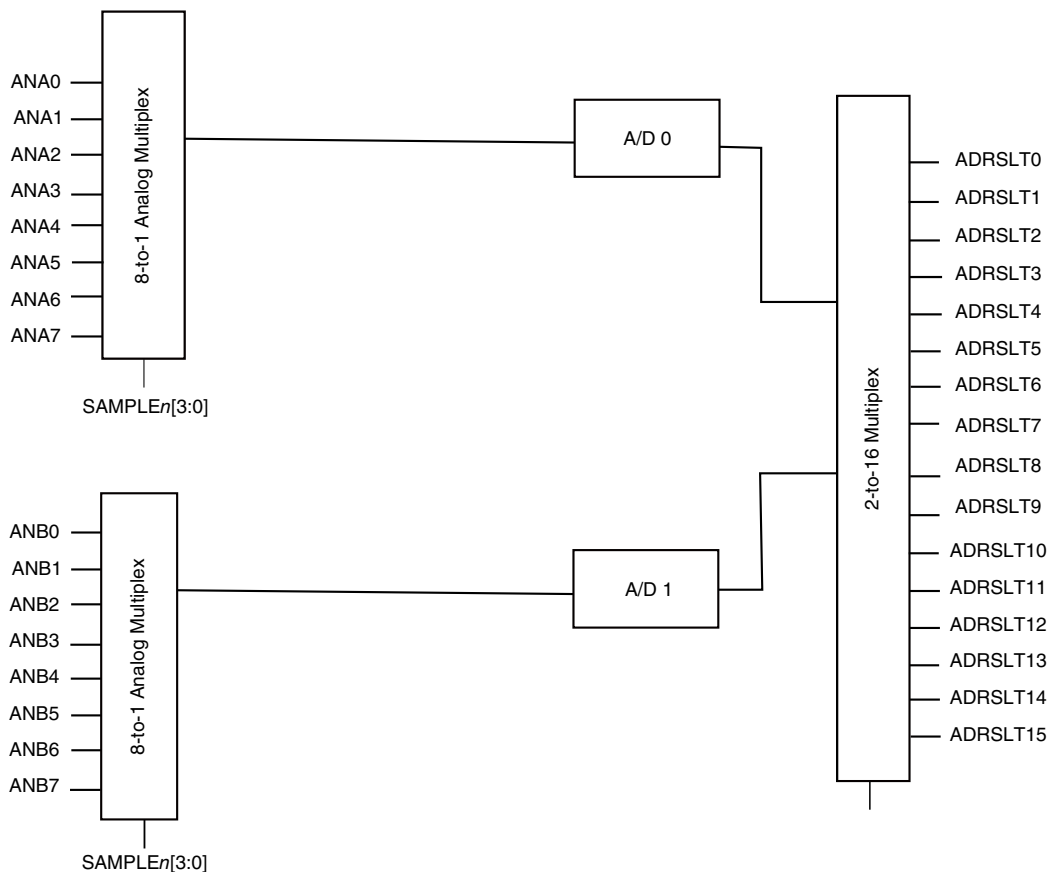 ANA0
ANA1
ANA2
ANA3
ANA4
ANA5
ANA6
ANA7
8-to-1 Analog Multiplex
SAMPLEn[3:0]
A/D 0
ANB0
ANB1
ANB2
ANB3
ANB4
ANB5
ANB6
ANB7
8-to-1 Analog Multiplex
SAMPLEn[3:0]
A/D 1
2-to-16 Multiplex
ADRSLT0
ADRSLT1
ADRSLT2
ADRSLT3
ADRSLT4
ADRSLT5
ADRSLT6
ADRSLT7
ADRSLT8
ADRSLT9
ADRSLT10
ADRSLT11
ADRSLT12
ADRSLT13
ADRSLT14
ADRSLT15